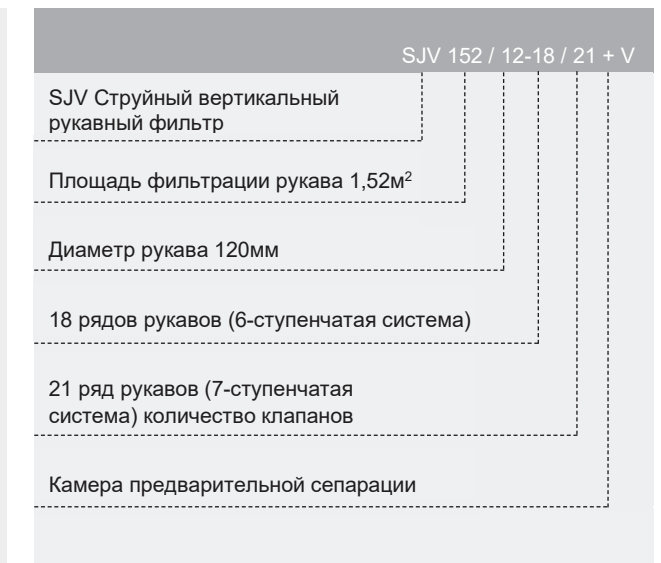 SJV 152 / 12-18 / 21 + V
SJV Струйный вертикальный
рукавный фильтр
Площадь фильтрации рукава 1,52м²
Диаметр рукава 120мм
18 рядов рукавов (6-ступенчатая система)
21 ряд рукавов (7-ступенчатая
система) количество клапанов
Камера предварительной сепарации